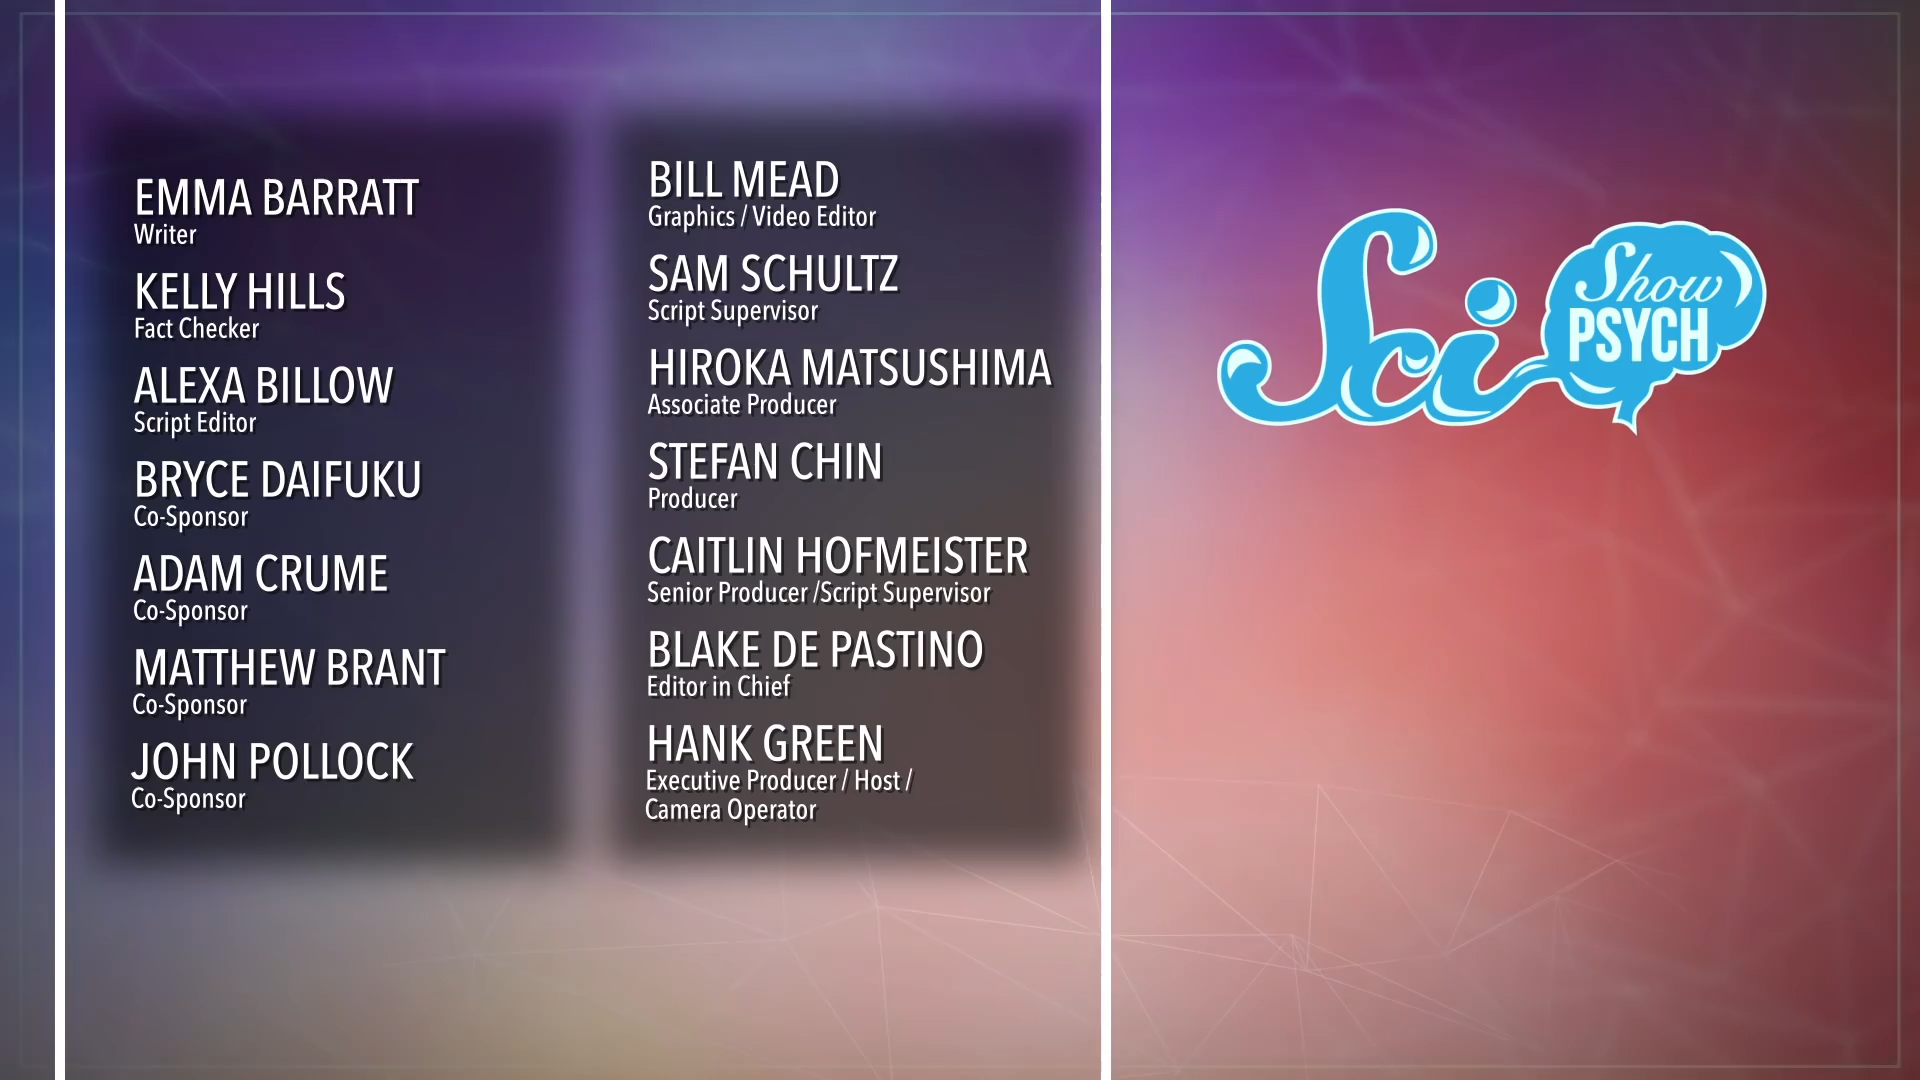 EMMA BARRATT
Writer
KELLY HILLS
Fact Checker
ALEXA BILLOW
Script Editor
BRYCE DAIFUKU
Co-Sponsor
ADAM CRUME
Co-Sponsor
MATTHEW BRANT
Co-Sponsor
JOHN POLLOCK
Co-Sponsor
BILL MEAD
Graphics / Video Editor
SAM SCHULTZ
Script Supervisor
HIROKA MATSUSHIMA
Associate Producer
STEFAN CHIN
Producer
CAITLIN HOFMEISTER
Senior Producer /Script Supervisor
BLAKE DE PASTINO
Editor in Chief
HANK GREEN
Executive Producer / Host /
Camera Operator
Sci
Show
PSYCH